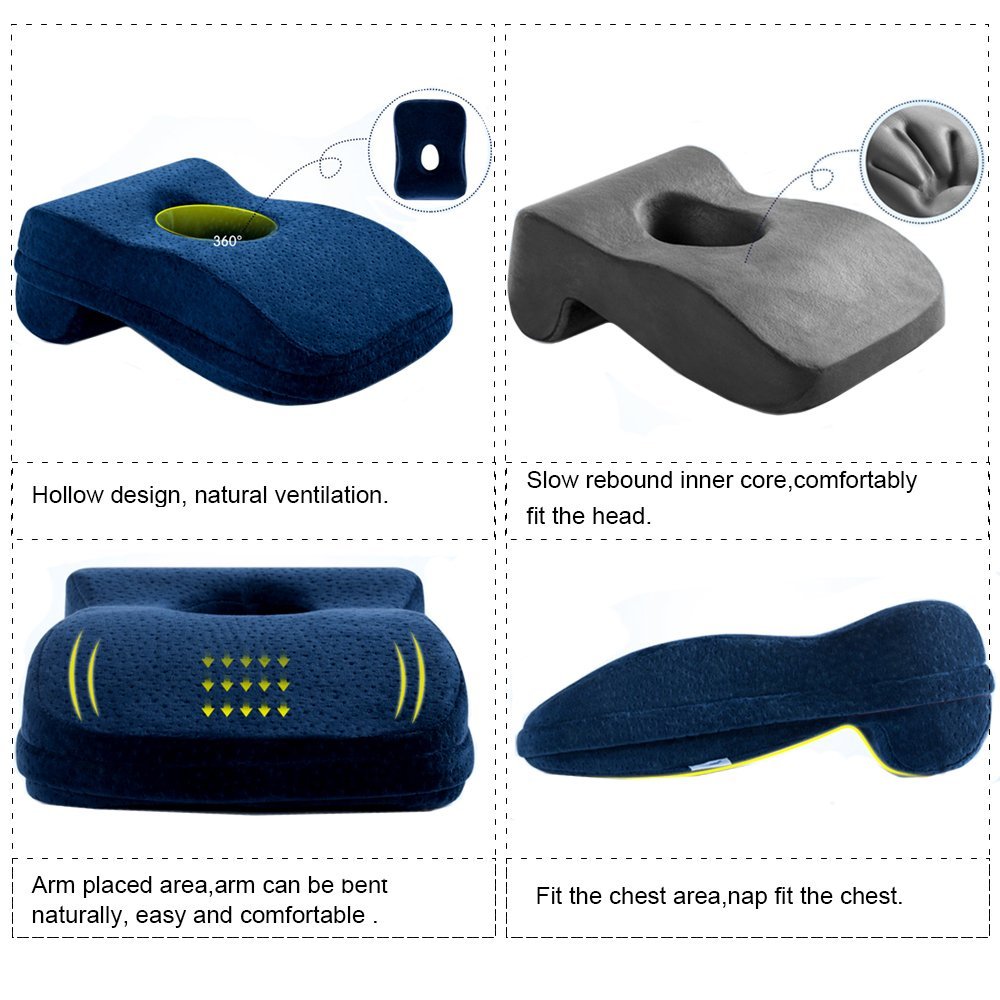 360°
Hollow design, natural ventilation.
Slow rebound inner core,comfortably
fit the head.
Arm placed area,arm can be bent
naturally, easy and comfortable .
Fit the chest area,nap fit the chest.